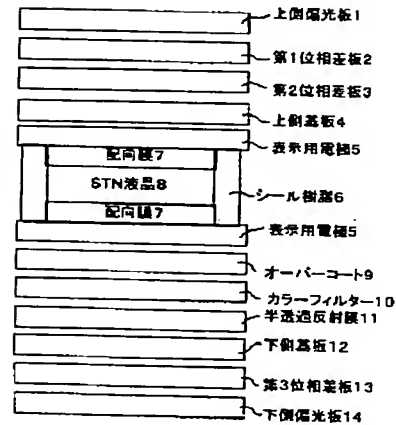 上側偏光板1
第1位相差板2
第2位相差板3
上側基板4
表示用電極5
配向膜7
STN液晶8
シール樹脂6
配向膜7
表示用電極5
オーバーコート9
カラーフィルター10
半透過反射膜11
下側基板12
第3位相差板13
下側偏光板14